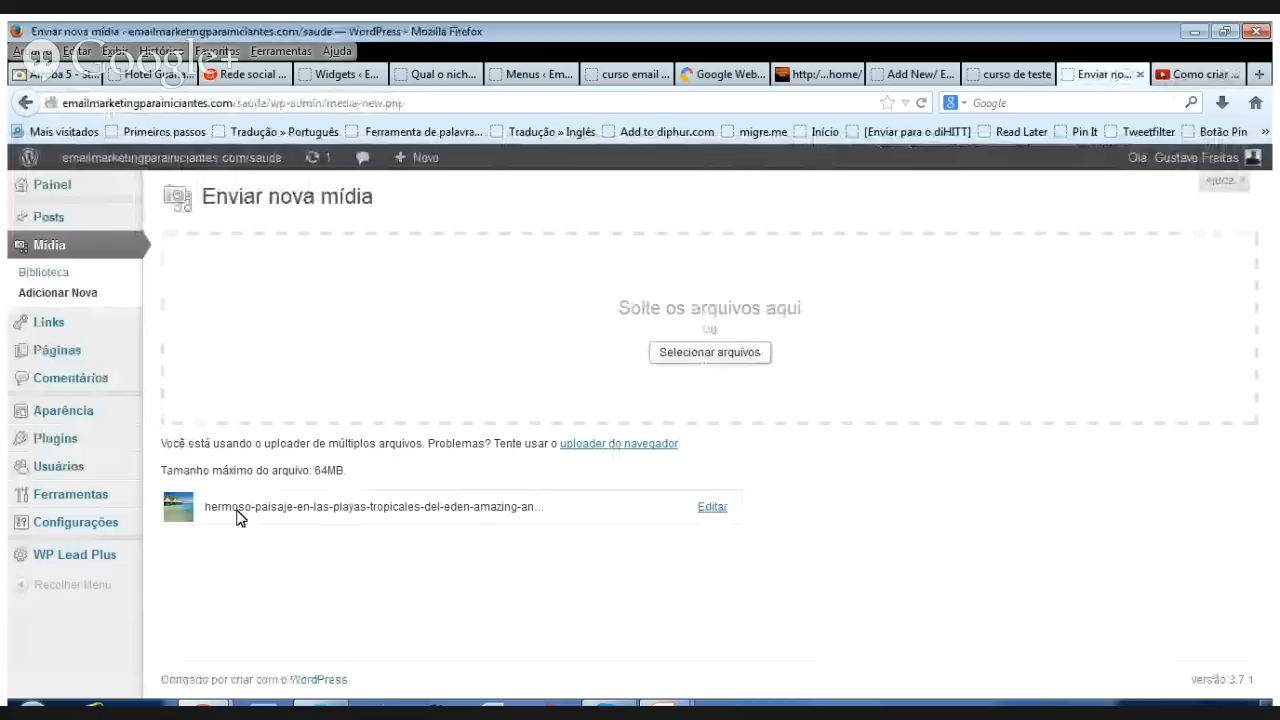 Enviar nova mídia - emailmarketingparainiciantes.com/saude — WordPress - Mozilla Firefox
Editar Exibir Histórico Favoritos Ferramentas Ajuda
Google+
Arroba 5 - Se... Hotel Rede social ... Widgets ‹ E... Qual o nich... Menus ‹ Em... curso email ... Google Web... http:/...home/ Add New/ E... curso de teste Enviar no... × Como criar ... +
emailmarketingparainiciantes.com/saude/wp-admin/media-new.php Google
Mais visitados Primeiros passos Tradução » Português Ferramenta de palavra... Tradução » Inglês Add to diphur.com migre.me Início [Enviar para o diHITT] Read Later Pin It Tweetfilter Botão Pin »
emailmarketingparainiciantes.com/saude 1 + Novo Olá, Gustavo Freitas
Ajuda
Painel
Enviar nova mídia
Posts
Mídia
Biblioteca
Adicionar Nova
Links
Páginas
Comentários
Aparência
Plugins
Usuários
Ferramentas
Configurações
WP Lead Plus
Recolher Menu
Solte os arquivos aqui
ou
Selecionar arquivos
Você está usando o uploader de múltiplos arquivos. Problemas? Tente usar o uploader do navegador
Tamanho máximo do arquivo: 64MB.
hermoso-paisaje-en-las-playas-tropicales-del-eden-amazing-an... Editar
Obrigado por criar com o WordPress. Versão 3.7.1